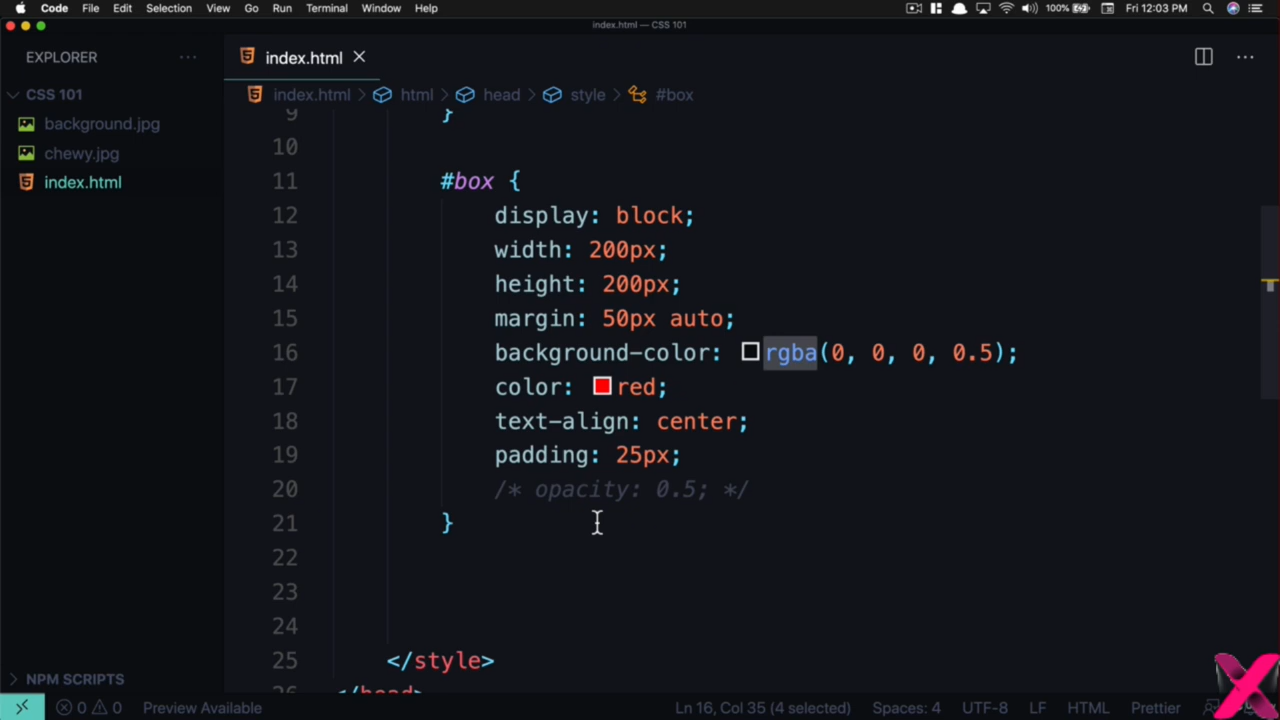 Code File Edit Selection View Go Run Terminal Window Help 100% Fri 12:03 PM
index.html — CSS 101
EXPLORER
index.html
CSS 101
index.html > html > head > style > #box
background.jpg
chewy.jpg
index.html
9 }
10
11 #box {
12 display: block;
13 width: 200px;
14 height: 200px;
15 margin: 50px auto;
16 background-color: rgba(0, 0, 0, 0.5);
17 color: red;
18 text-align: center;
19 padding: 25px;
20 /* opacity: 0.5; */
21 }
22
23
24
25 </style>
26 </head>
NPM SCRIPTS
0 0 Preview Available Ln 16, Col 35 (4 selected) Spaces: 4 UTF-8 LF HTML Prettier